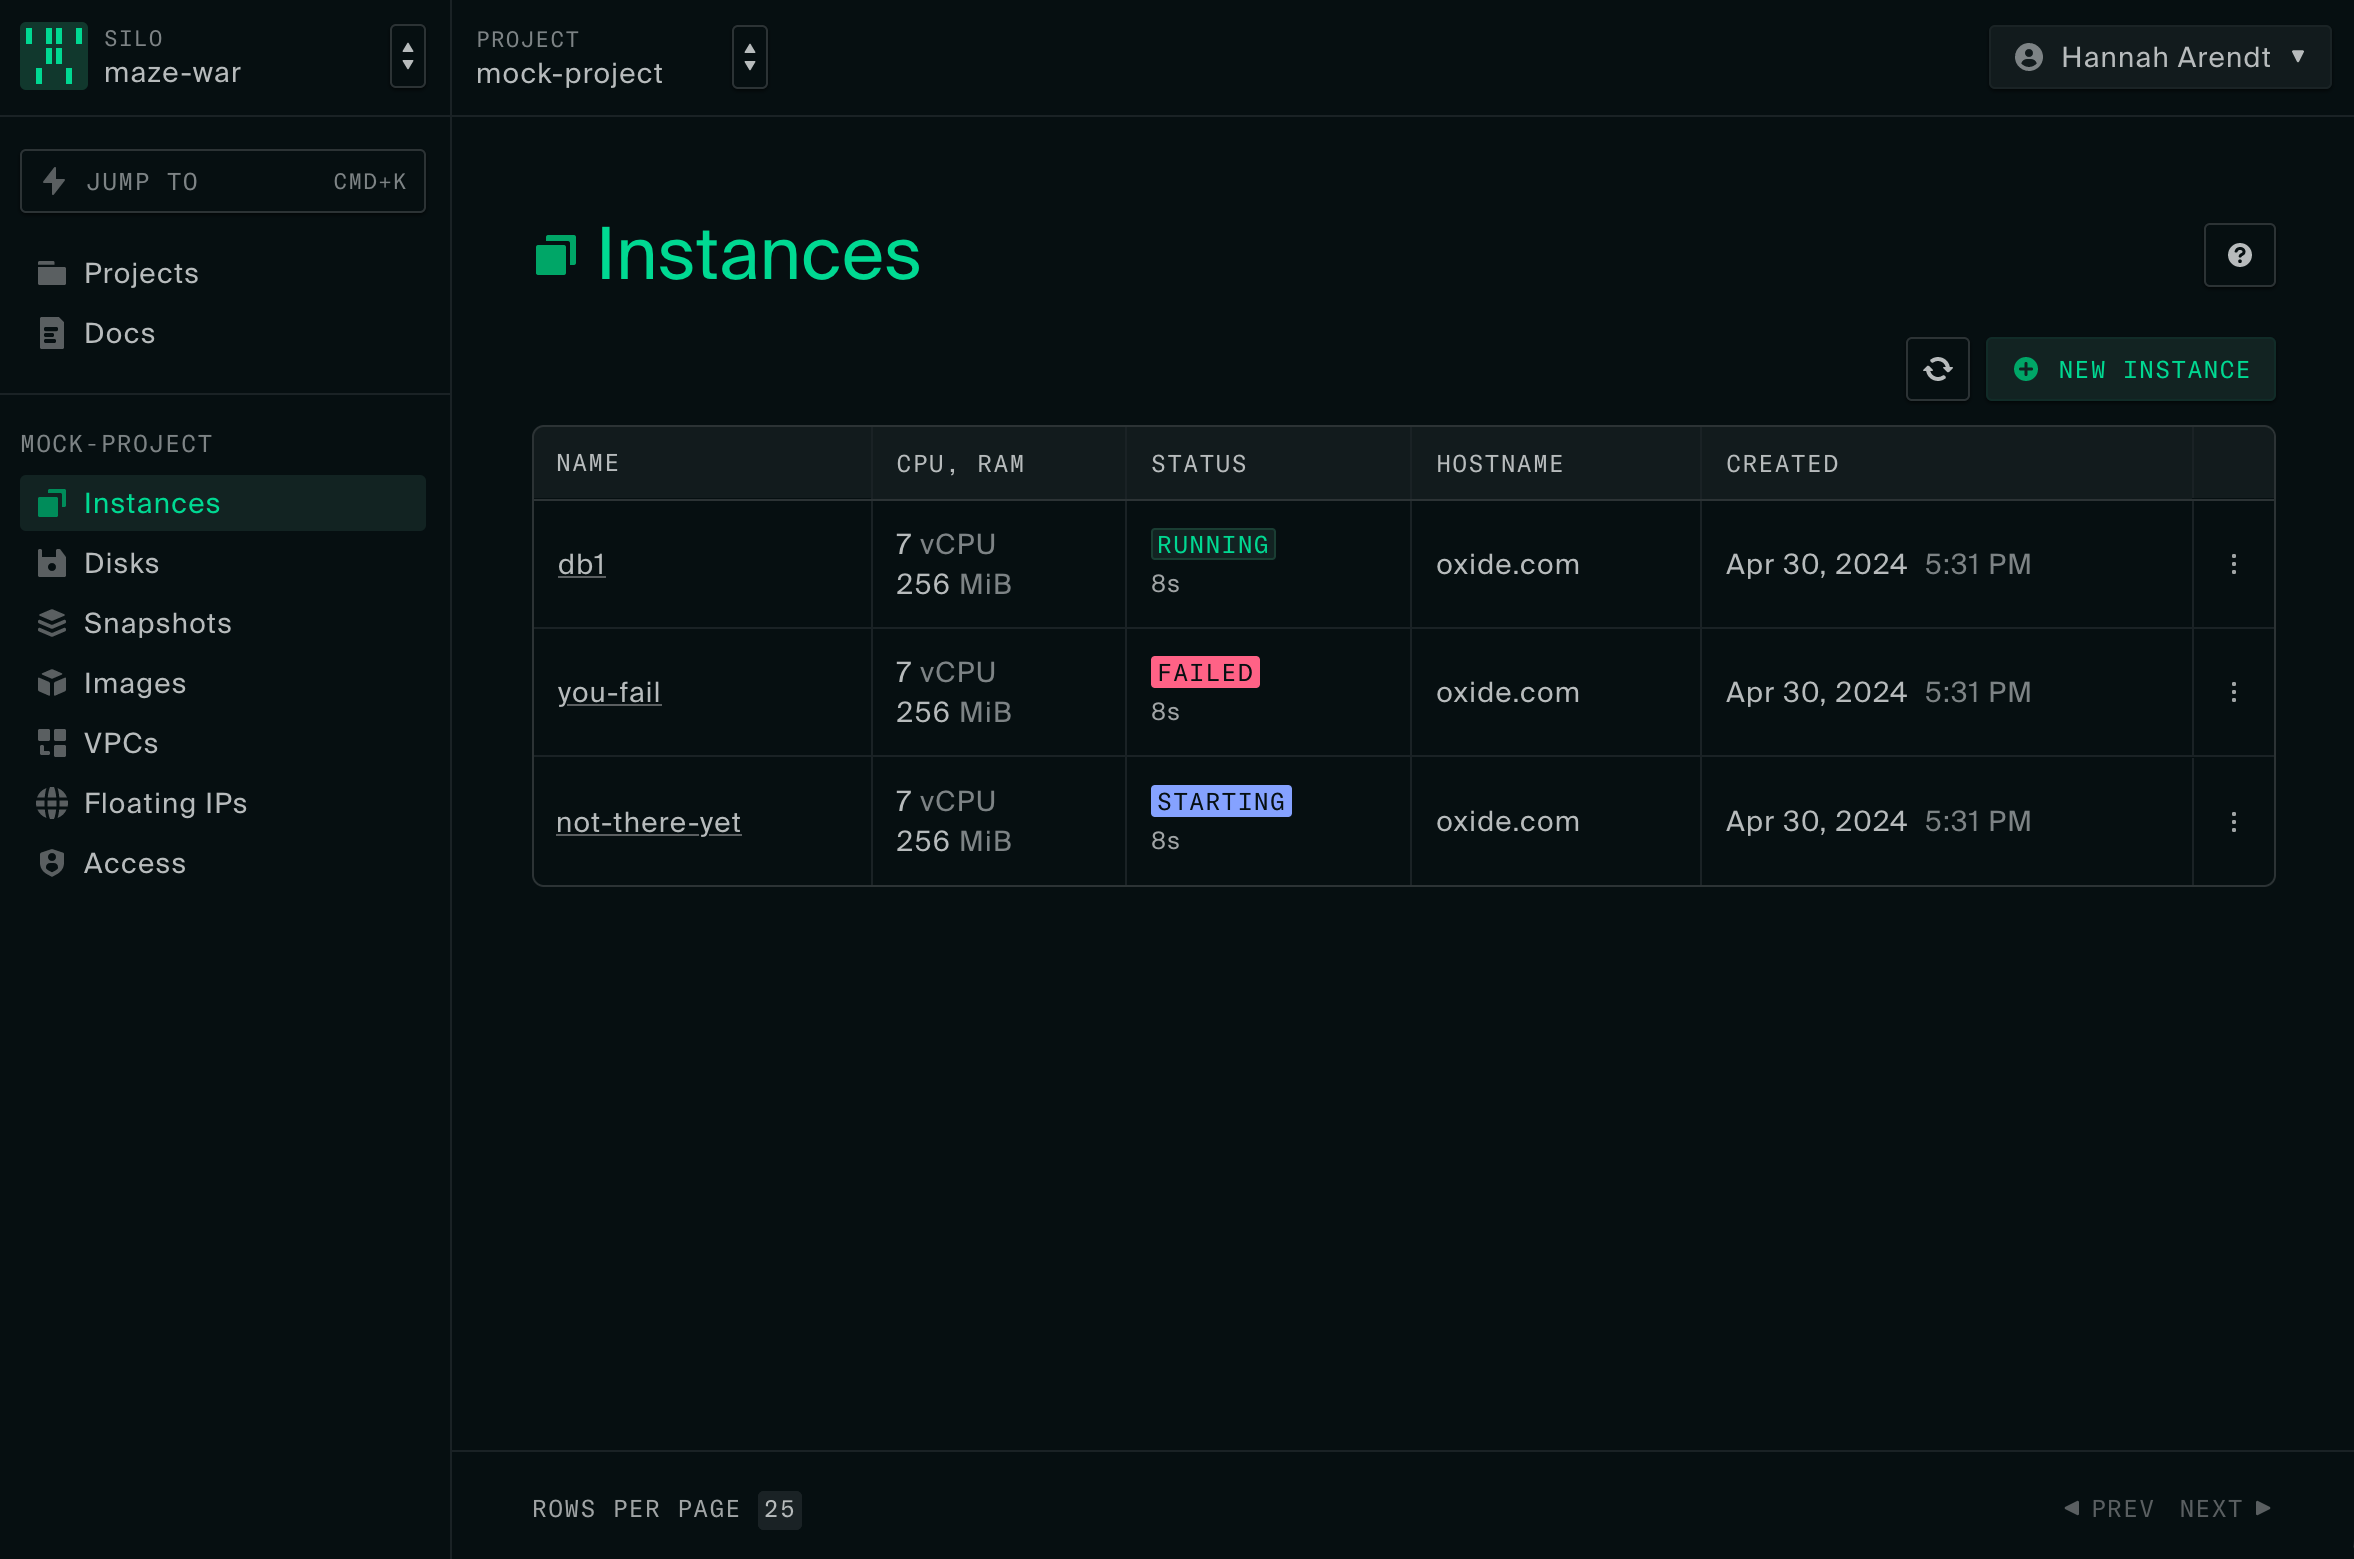 SILO
maze-war
PROJECT
mock-project
Hannah Arendt
JUMP TO CMD+K
Projects
Docs
MOCK-PROJECT
Instances
Disks
Snapshots
Images
VPCs
Floating IPs
Access
Instances
NEW INSTANCE
NAME CPU, RAM STATUS HOSTNAME CREATED
db1 7 vCPU 256 MiB RUNNING 8s oxide.com Apr 30, 2024 5:31 PM
you-fail 7 vCPU 256 MiB FAILED 8s oxide.com Apr 30, 2024 5:31 PM
not-there-yet 7 vCPU 256 MiB STARTING 8s oxide.com Apr 30, 2024 5:31 PM
ROWS PER PAGE 25
PREV NEXT